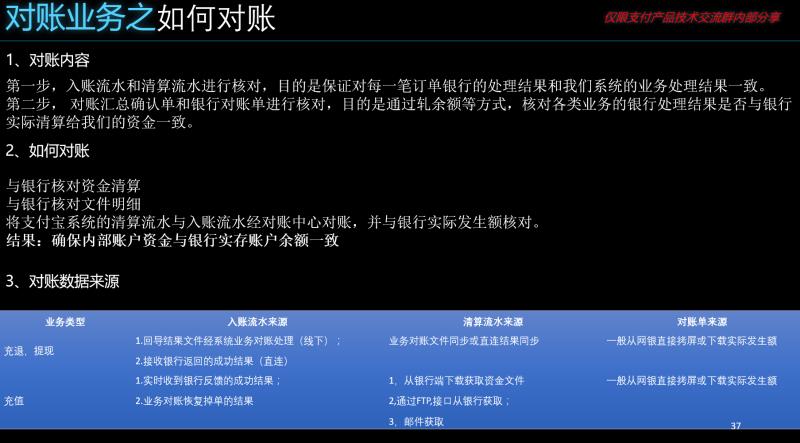 对账业务之如何对账
仅限支付产品技术交流群内部分享
1、对账内容
第一步，入账流水和清算流水进行核对，目的是保证对每一笔订单银行的处理结果和我们系统的业务处理结果一致。
第二步， 对账汇总确认单和银行对账单进行核对，目的是通过轧余额等方式，核对各类业务的银行处理结果是否与银行
实际清算给我们的资金一致。
2、如何对账
与银行核对资金清算
与银行核对文件明细
将支付宝系统的清算流水与入账流水经对账中心对账，并与银行实际发生额核对。
结果：确保内部账户资金与银行实存账户余额一致
3、对账数据来源
业务类型 入账流水来源 清算流水来源 对账单来源
充退、提现 1.回导结果文件经系统业务对账处理（线下）； 业务对账文件同步或直连结果同步 一般从网银直接拷屏或下载实际发生额
2.接收银行返回的成功结果（直连）
充值 1.实时收到银行反馈的成功结果； 1，从银行端下载获取资金文件 一般从网银直接拷屏或下载实际发生额
2.业务对账恢复掉单的结果 2,通过FTP,接口从银行获取；
3，邮件获取
37